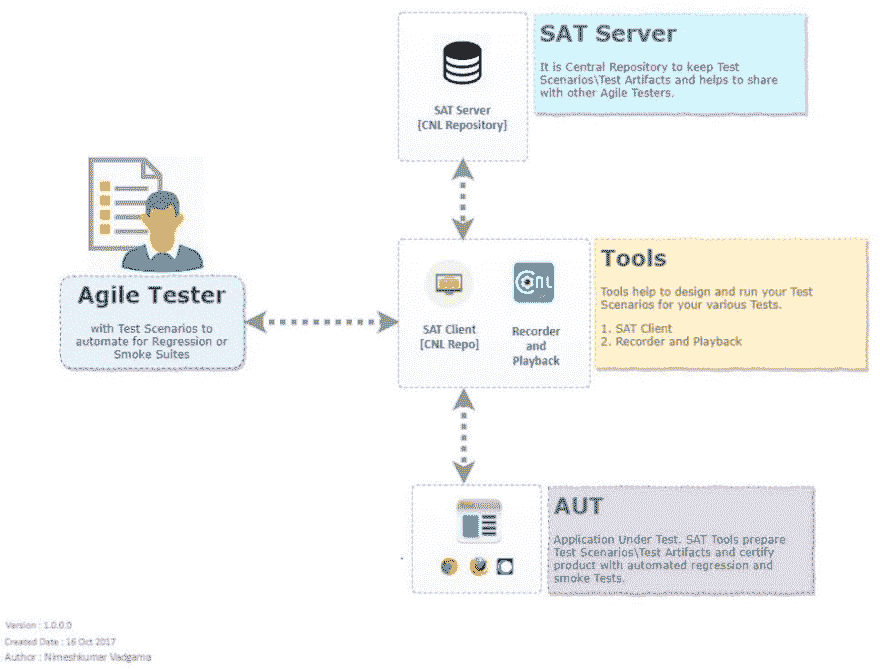 SAT Server
It is Central Repository to keep Test
Scenarios\Test Artifacts and helps to share
with other Agile Testers.
SAT Server
[CNL Repository]
Agile Tester
with Test Scenarios to
automate for Regression or
Smoke Suites
SAT Client
[CNL Repo]
CNL
Recorder
and
Playback
Tools
Tools help to design and run your Test
Scenarios for your various Tests.
1. SAT Client
2. Recorder and Playback
AUT
Application Under Test. SAT Tools prepare
Test Scenarios\Test Artifacts and certify
product with automated regression and
smoke Tests.
Version : 1.0.0.0
Created Date : 16 Oct 2017
Author : Nimeshkumar Vadgama